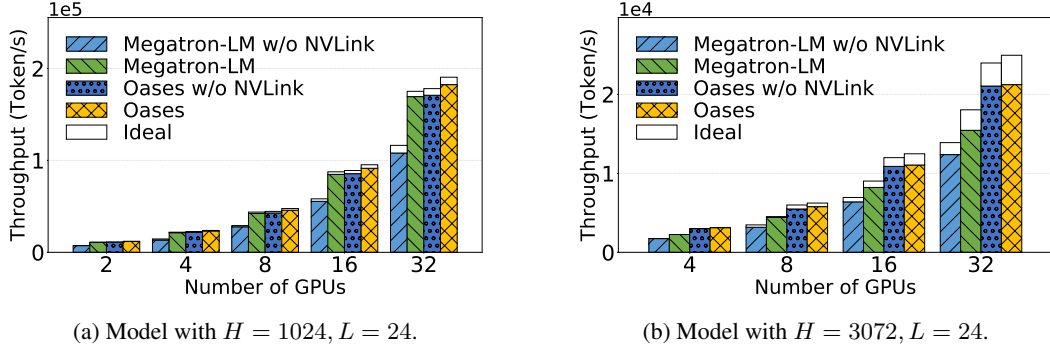 1e5
Throughput (Token/s)
2
1
0
Megatron-LM w/o NVLink
Megatron-LM
Oases w/o NVLink
Oases
Ideal
2 4 8 16 32
Number of GPUs
(a) Model with H = 1024, L = 24.
1e4
Throughput (Token/s)
2
1
0
Megatron-LM w/o NVLink
Megatron-LM
Oases w/o NVLink
Oases
Ideal
4 8 16 32
Number of GPUs
(b) Model with H = 3072, L = 24.